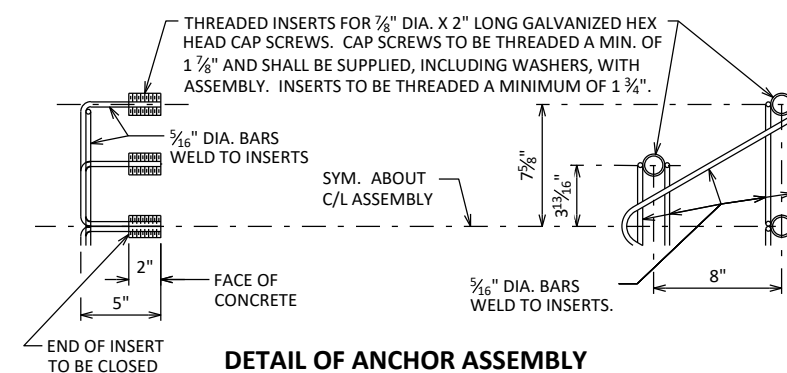 THREADED INSERTS FOR ⅞" DIA. X 2" LONG GALVANIZED HEX
HEAD CAP SCREWS. CAP SCREWS TO BE THREADED A MIN. OF
1 ⅞" AND SHALL BE SUPPLIED, INCLUDING WASHERS, WITH
ASSEMBLY. INSERTS TO BE THREADED A MINIMUM OF 1 ¾".
5⁄16" DIA. BARS
WELD TO INSERTS
SYM. ABOUT
C/L ASSEMBLY
7⅝"
3 13⁄16"
2"
5"
FACE OF
CONCRETE
5⁄16" DIA. BARS
WELD TO INSERTS.
8"
END OF INSERT
TO BE CLOSED
DETAIL OF ANCHOR ASSEMBLY